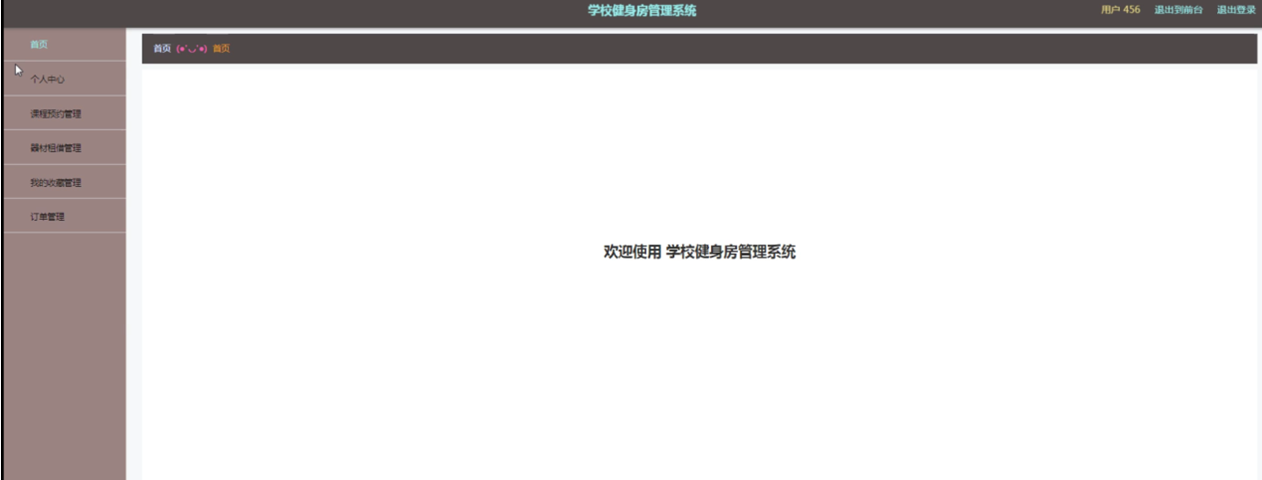 学校健身房管理系统
用户 456 退出到前台 退出登录
首页
个人中心
课程预约管理
器材租借管理
我的收藏管理
订单管理
首页 (●'◡'●) 首页
欢迎使用 学校健身房管理系统